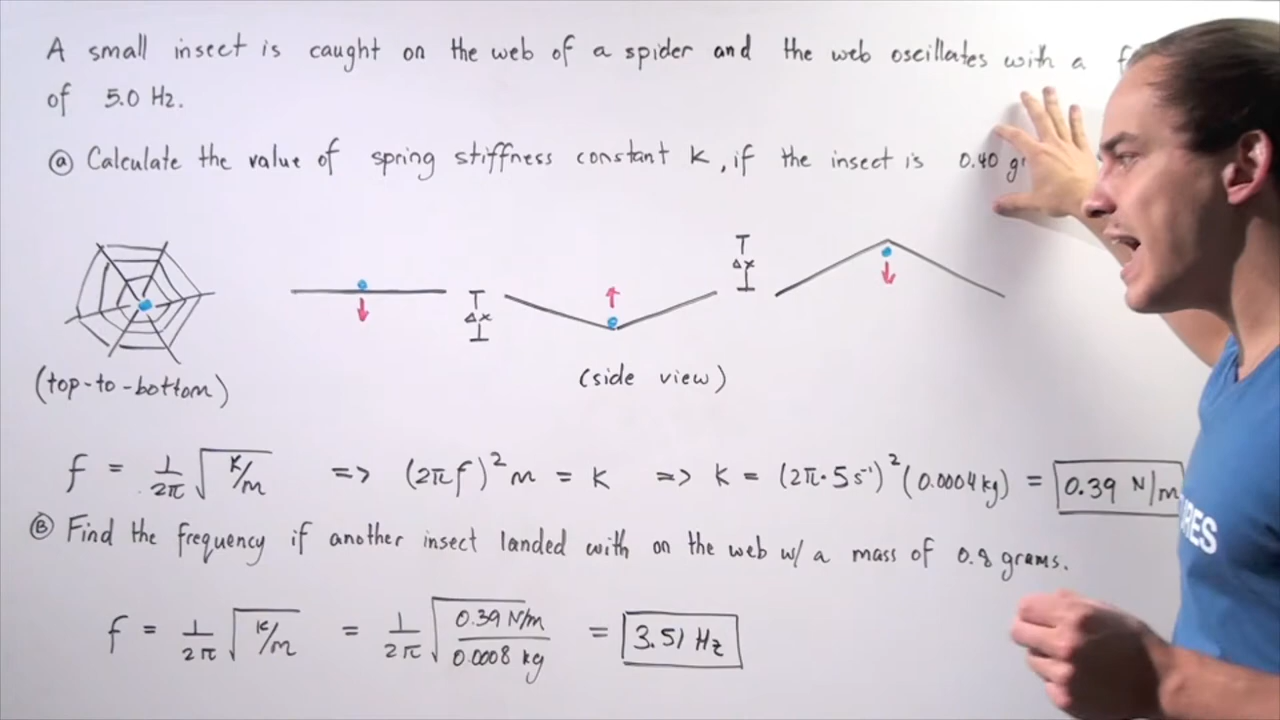 A small insect is caught on the web of a spider and the web oscillates with a
of 5.0 Hz.
ⓐ Calculate the value of spring stiffness constant K, if the insect is 0.40
Δx
Δx
(top-to-bottom)
(side view)
f = 1/2π √(K/m) => (2πf)² m = K => K = (2π·5s⁻¹)² (0.0004 kg) = 0.39 N/m
Ⓑ Find the frequency if another insect landed with on the web w/ a mass of 0.8 grams.
f = 1/2π √(K/m) = 1/2π √(0.39 N/m / 0.0008 kg) = 3.51 Hz